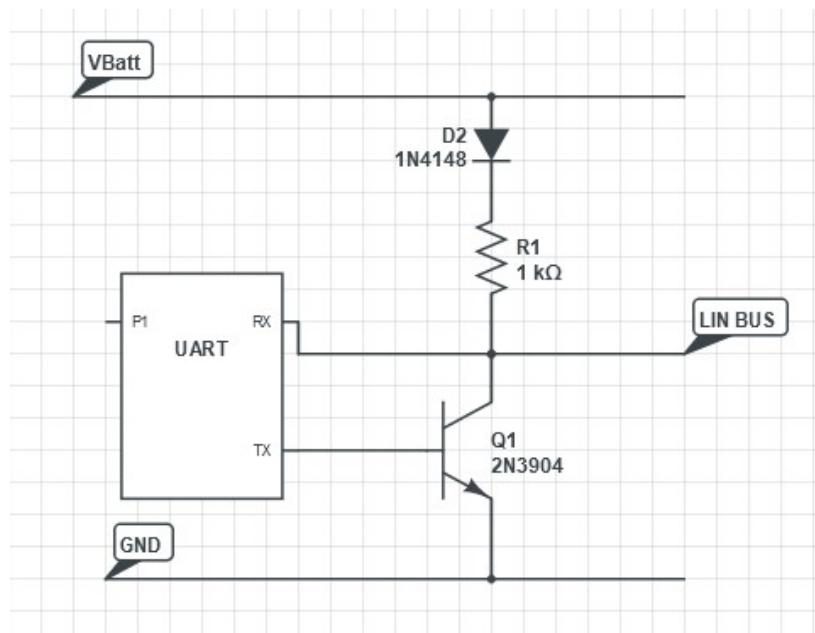 VBatt
D2
1N4148
R1
1 kΩ
LIN BUS
P1
RX
UART
TX
Q1
2N3904
GND